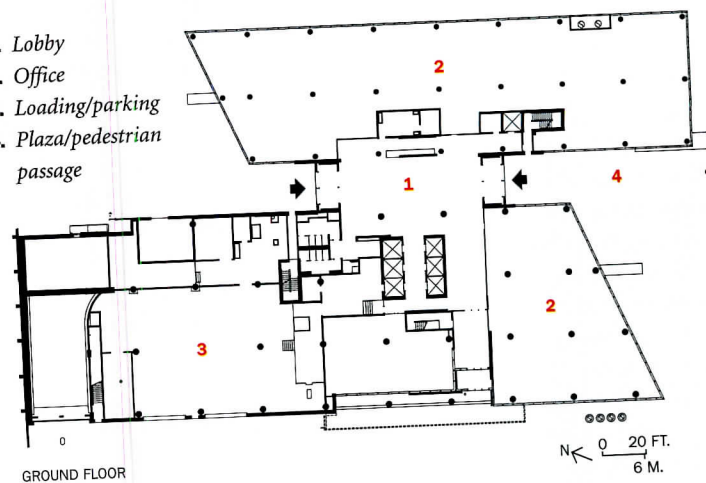 . Lobby
. Office
. Loading/parking
. Plaza/pedestrian
passage
2
1
4
2
3
N 0 20 FT.
6 M.
0
GROUND FLOOR